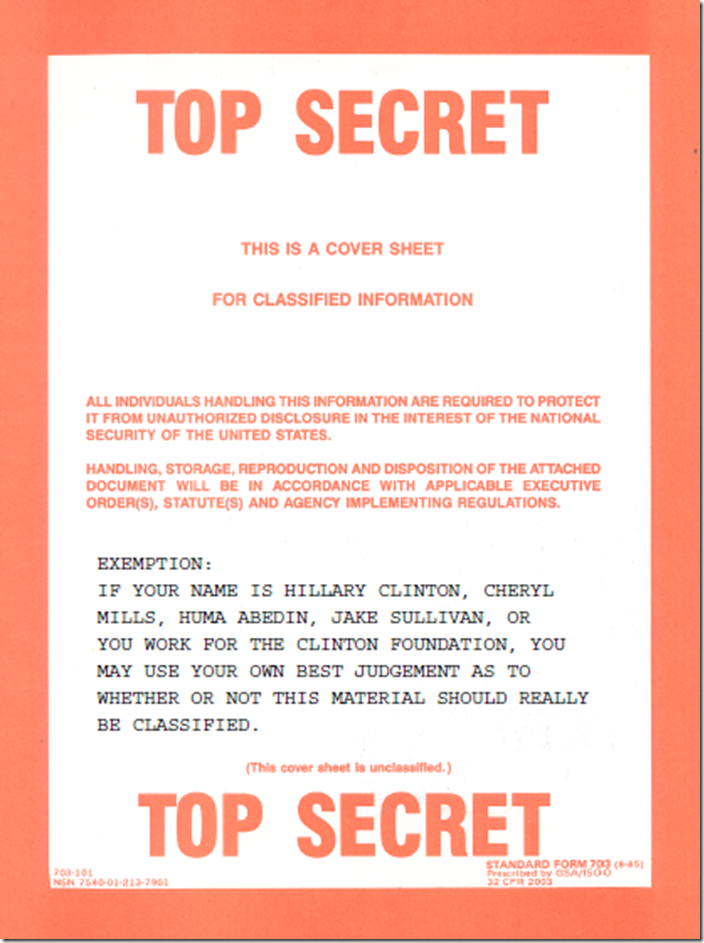 TOP SECRET
THIS IS A COVER SHEET
FOR CLASSIFIED INFORMATION
ALL INDIVIDUALS HANDLING THIS INFORMATION ARE REQUIRED TO PROTECT
IT FROM UNAUTHORIZED DISCLOSURE IN THE INTEREST OF THE NATIONAL
SECURITY OF THE UNITED STATES.
HANDLING, STORAGE, REPRODUCTION AND DISPOSITION OF THE ATTACHED
DOCUMENT WILL BE IN ACCORDANCE WITH APPLICABLE EXECUTIVE
ORDER(S), STATUTE(S) AND AGENCY IMPLEMENTING REGULATIONS.
EXEMPTION:
IF YOUR NAME IS HILLARY CLINTON, CHERYL
MILLS, HUMA ABEDIN, JAKE SULLIVAN, OR
YOU WORK FOR THE CLINTON FOUNDATION, YOU
MAY USE YOUR OWN BEST JUDGEMENT AS TO
WHETHER OR NOT THIS MATERIAL SHOULD REALLY
BE CLASSIFIED.
(This cover sheet is unclassified.)
TOP SECRET
703-101
NSN 7540-01-213-7901
STANDARD FORM 703 (8-85)
Prescribed by GSA/ISOO
32 CFR 2003